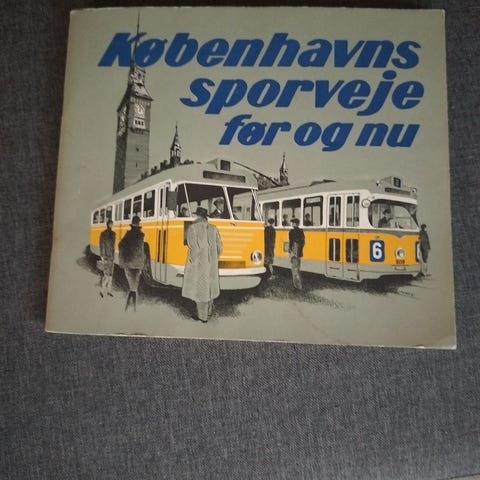 Københavns
sporveje
før og nu
6